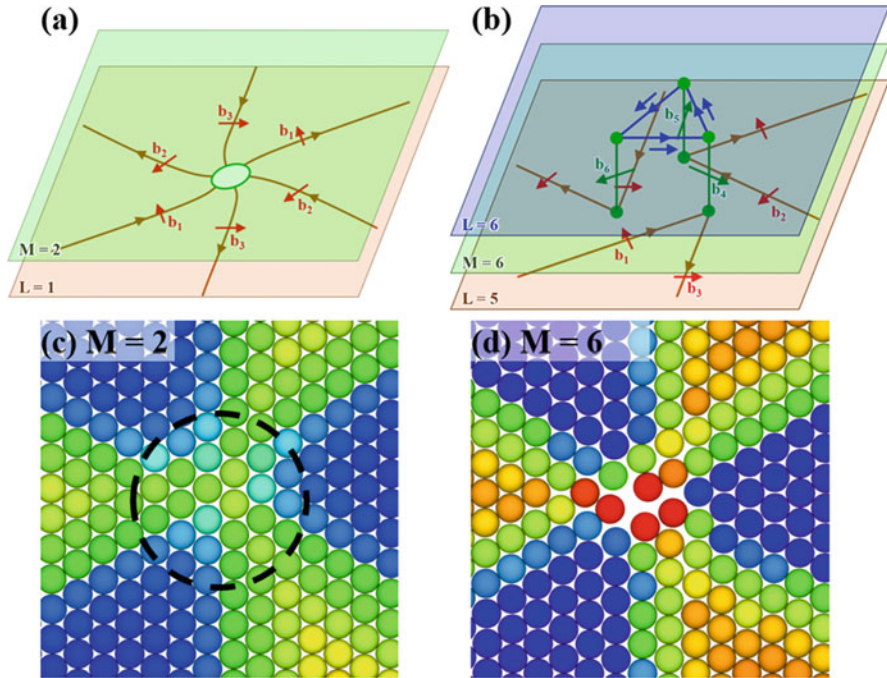 (a)
b₃
b₁
b₂
b₂
b₁
b₃
M = 2
L = 1
(b)
b₅
b₆
b₄
b₂
L = 6
b₁
M = 6
b₃
L = 5
(c) M = 2
(d) M = 6